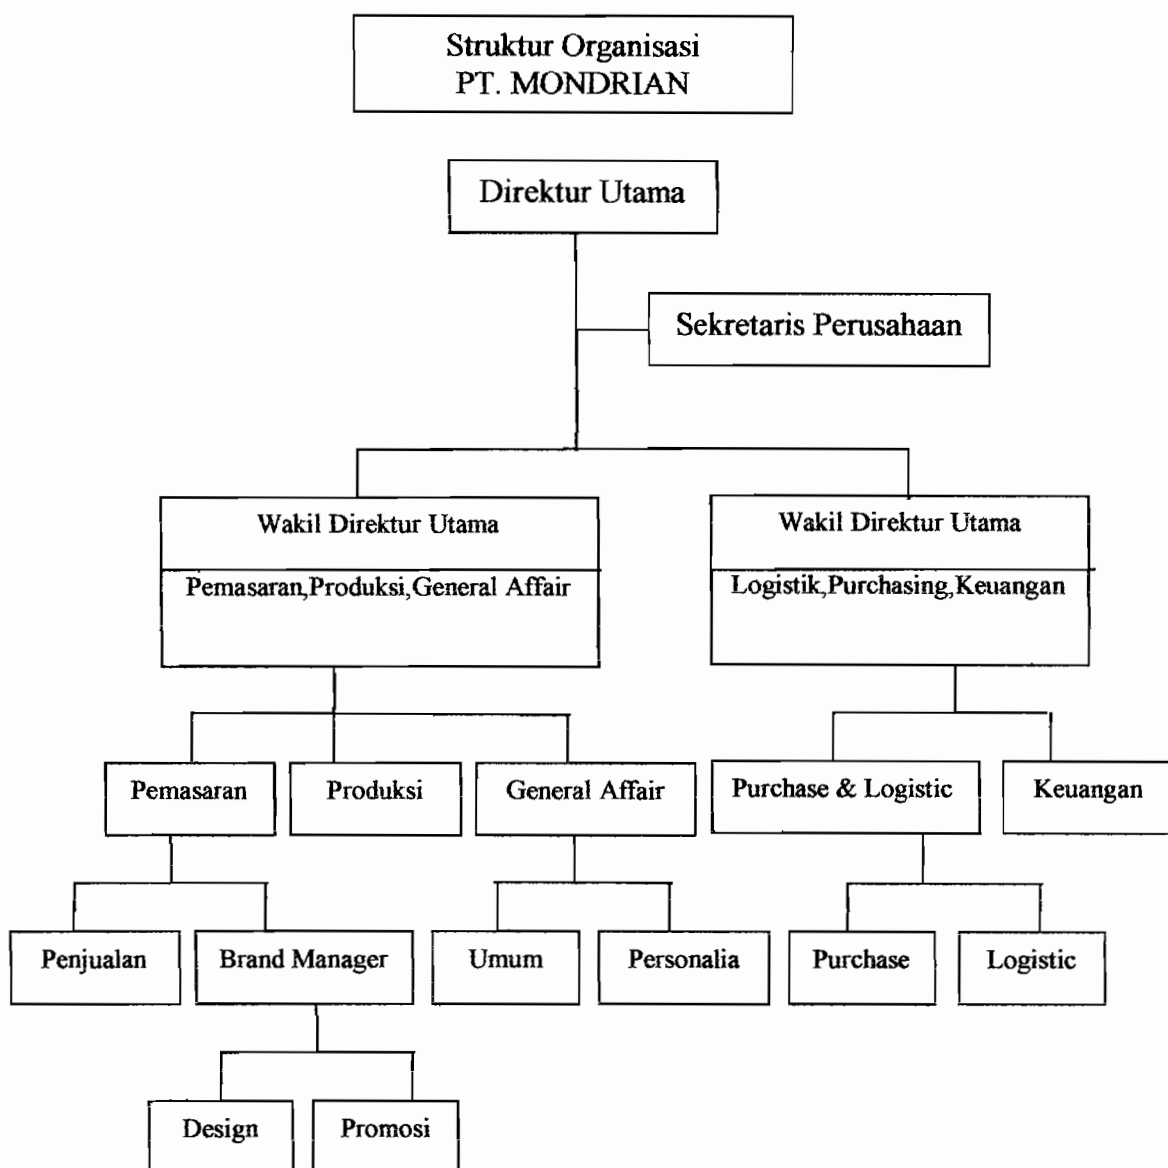 Struktur Organisasi
PT. MONDRIAN
Direktur Utama
Sekretaris Perusahaan
Wakil Direktur Utama
Pemasaran,Produksi,General Affair
Wakil Direktur Utama
Logistik,Purchasing,Keuangan
Pemasaran
Produksi
General Affair
Purchase & Logistic
Keuangan
Penjualan
Brand Manager
Umum
Personalia
Purchase
Logistic
Design
Promosi